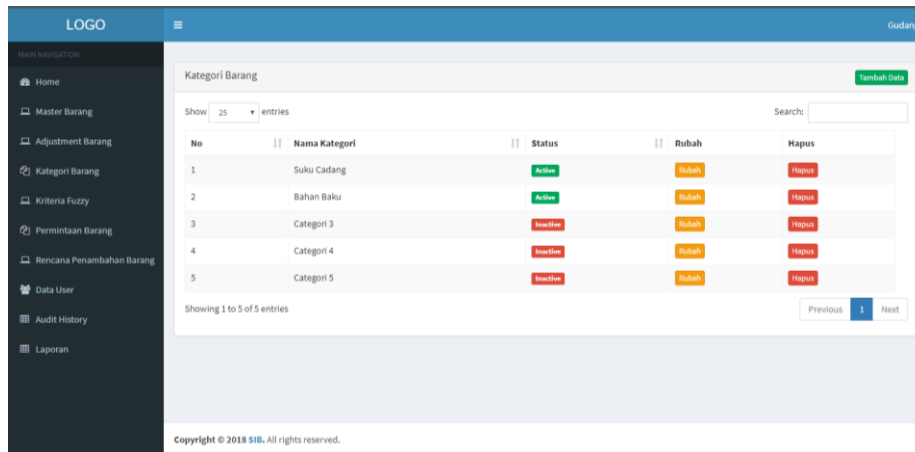 LOGO
Gudang
MAIN NAVIGATION
Home
Master Barang
Adjustment Barang
Kategori Barang
Kriteria Fuzzy
Permintaan Barang
Rencana Penambahan Barang
Data User
Audit History
Laporan
Kategori Barang
Tambah Data
Show 25 entries
Search:
No Nama Kategori Status Rubah Hapus
1 Suku Cadang Active Rubah Hapus
2 Bahan Baku Active Rubah Hapus
3 Categori 3 Inactive Rubah Hapus
4 Categori 4 Inactive Rubah Hapus
5 Categori 5 Inactive Rubah Hapus
Showing 1 to 5 of 5 entries
Previous 1 Next
Copyright © 2018 SIB. All rights reserved.